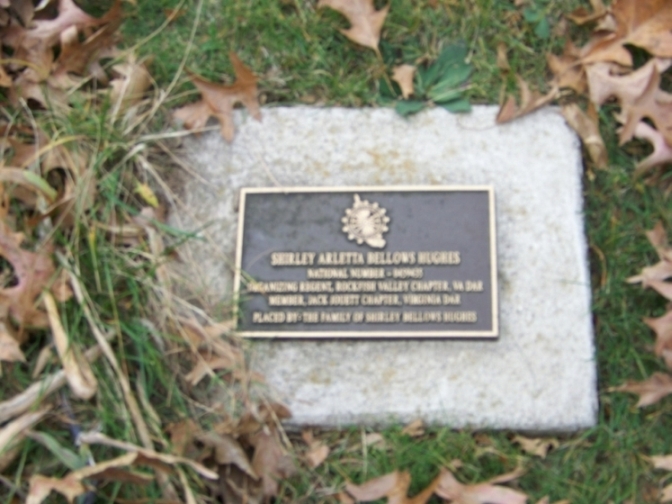 SHIRLEY ARLETTA BELLOWS HUGHES
NATIONAL NUMBER -
ORGANIZING REGENT, ROCKFISH VALLEY CHAPTER, VA DAR
MEMBER, JACK JOUETT CHAPTER, VIRGINIA DAR
PLACED BY: THE FAMILY OF SHIRLEY BELLOWS HUGHES